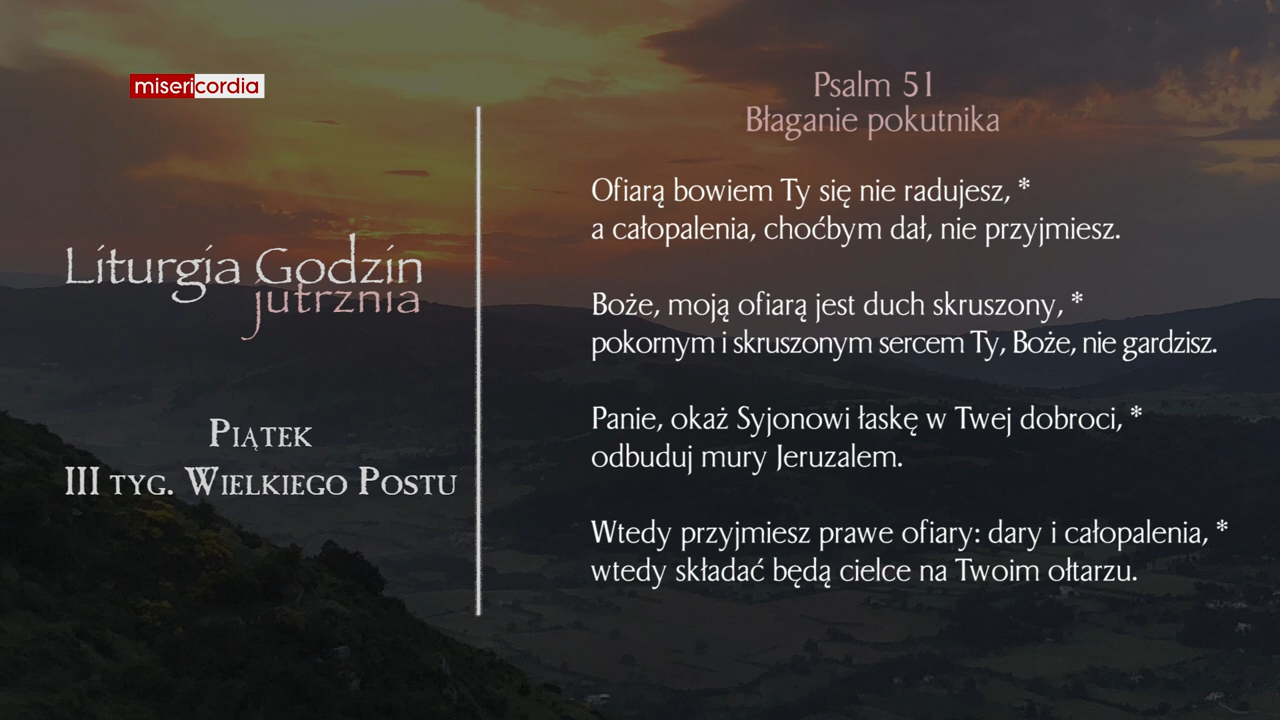 misericordia
Liturgia Godzin
jutrznia
Piątek
III tyg. Wielkiego Postu
Psalm 51
Błaganie pokutnika
Ofiarą bowiem Ty się nie radujesz, *
a całopalenia, choćbym dał, nie przyjmiesz.
Boże, moją ofiarą jest duch skruszony, *
pokornym i skruszonym sercem Ty, Boże, nie gardzisz.
Panie, okaż Syjonowi łaskę w Twej dobroci, *
odbuduj mury Jeruzalem.
Wtedy przyjmiesz prawe ofiary: dary i całopalenia, *
wtedy składać będą cielce na Twoim ołtarzu.